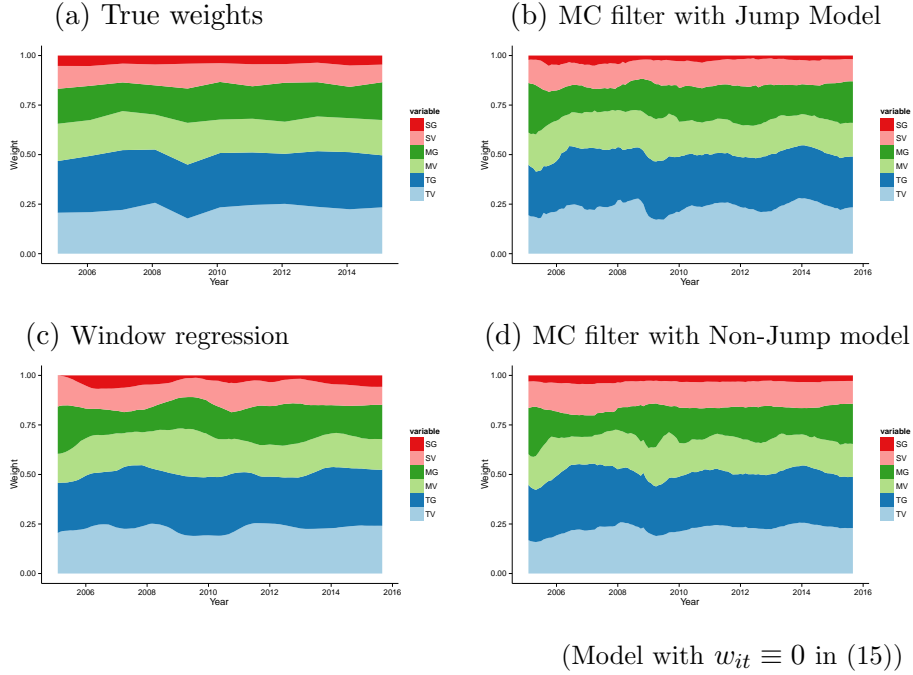 (a) True weights
1.00
0.75
0.50
0.25
0.00
Weight
2006 2008 2010 2012 2014
Year
variable
SG
SV
MG
MV
TG
TV
(b) MC filter with Jump Model
1.00
0.75
0.50
0.25
0.00
Weight
2006 2008 2010 2012 2014 2016
Year
variable
SG
SV
MG
MV
TG
TV
(c) Window regression
1.00
0.75
0.50
0.25
0.00
Weight
2006 2008 2010 2012 2014 2016
Year
variable
SG
SV
MG
MV
TG
TV
(d) MC filter with Non-Jump model
1.00
0.75
0.50
0.25
0.00
Weight
2006 2008 2010 2012 2014 2016
Year
variable
SG
SV
MG
MV
TG
TV
(Model with $w_{it} \equiv 0$ in (15))